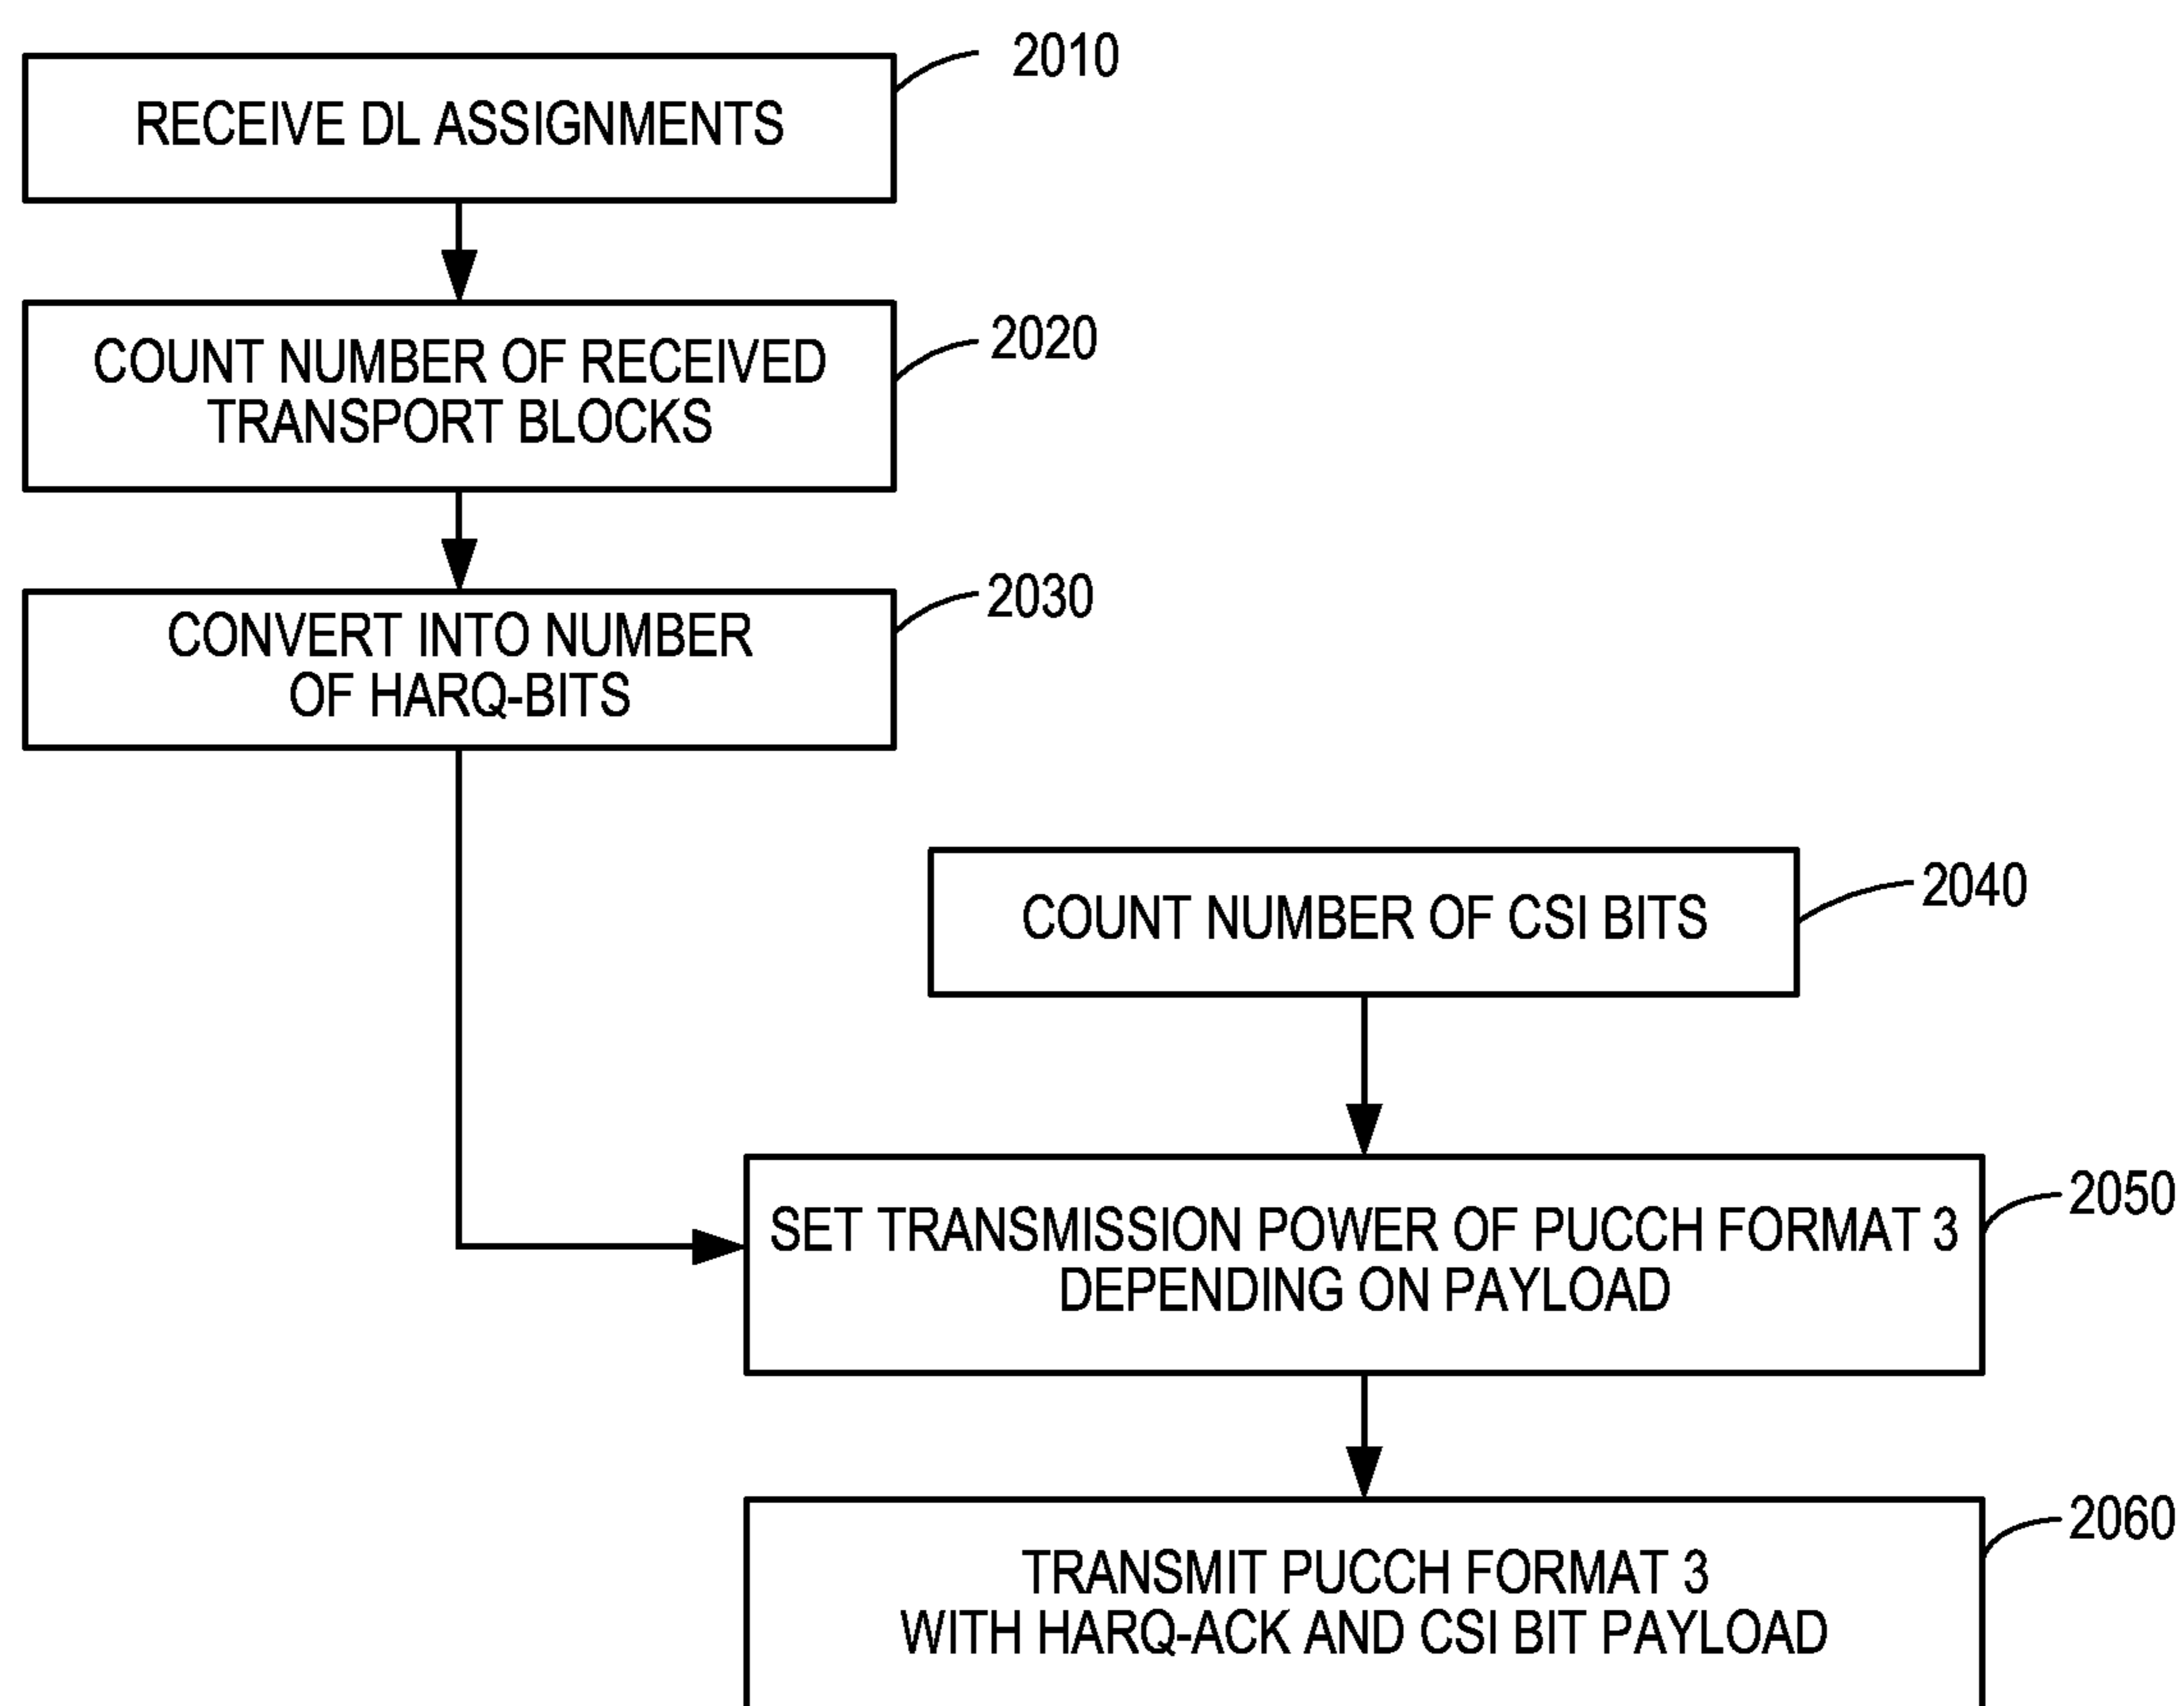 2010
RECEIVE DL ASSIGNMENTS
2020
COUNT NUMBER OF RECEIVED
TRANSPORT BLOCKS
2030
CONVERT INTO NUMBER
OF HARQ-BITS
2040
COUNT NUMBER OF CSI BITS
2050
SET TRANSMISSION POWER OF PUCCH FORMAT 3
DEPENDING ON PAYLOAD
2060
TRANSMIT PUCCH FORMAT 3
WITH HARQ-ACK AND CSI BIT PAYLOAD